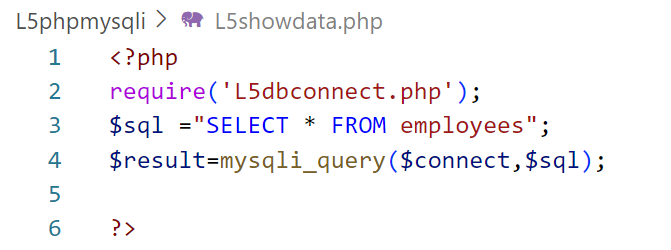 L5phpmysqli > L5showdata.php
1 <?php
2 require('L5dbconnect.php');
3 $sql ="SELECT * FROM employees";
4 $result=mysqli_query($connect,$sql);
5
6 ?>